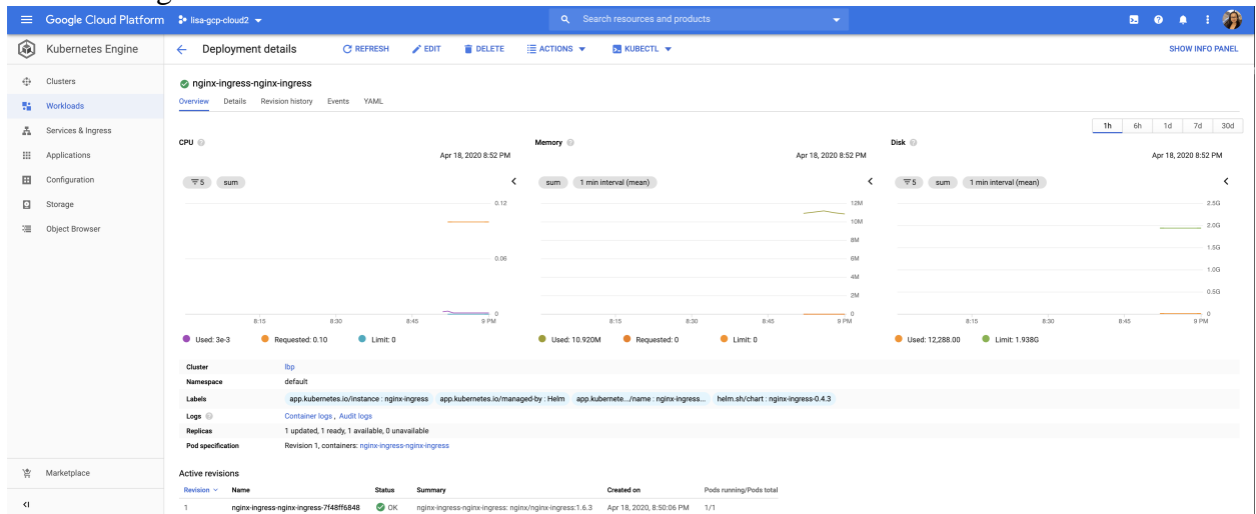 Google Cloud Platform lisa-gcp-cloud2 Search resources and products
Kubernetes Engine Deployment details REFRESH EDIT DELETE ACTIONS KUBECTL SHOW INFO PANEL
Clusters
Workloads
Services & Ingress
Applications
Configuration
Storage
Object Browser
Marketplace
nginx-ingress-nginx-ingress
Overview Details Revision history Events YAML
1h 6h 1d 7d 30d
CPU
Apr 18, 2020 8:52 PM
5 sum
0.12
0.06
0
8:15 8:30 8:45 9 PM
Used: 3e-3 Requested: 0.10 Limit: 0
Memory
Apr 18, 2020 8:52 PM
sum 1 min interval (mean)
12M
10M
8M
6M
4M
2M
0
8:15 8:30 8:45 9 PM
Used: 10.920M Requested: 0 Limit: 0
Disk
Apr 18, 2020 8:52 PM
5 sum 1 min interval (mean)
2.5G
2.0G
1.5G
1.0G
0.5G
0
8:15 8:30 8:45 9 PM
Used: 12,288.00 Limit: 1.938G
Cluster lbp
Namespace default
Labels app.kubernetes.io/instance : nginx-ingress app.kubernetes.io/managed-by : Helm app.kubernete.../name : nginx-ingress... helm.sh/chart : nginx-ingress-0.4.3
Logs Container logs , Audit logs
Replicas 1 updated, 1 ready, 1 available, 0 unavailable
Pod specification Revision 1, containers: nginx-ingress-nginx-ingress
Active revisions
Revision Name Status Summary Created on Pods running/Pods total
1 nginx-ingress-nginx-ingress-7f48ff6848 OK nginx-ingress-nginx-ingress: nginx/nginx-ingress:1.6.3 Apr 18, 2020, 8:50:06 PM 1/1